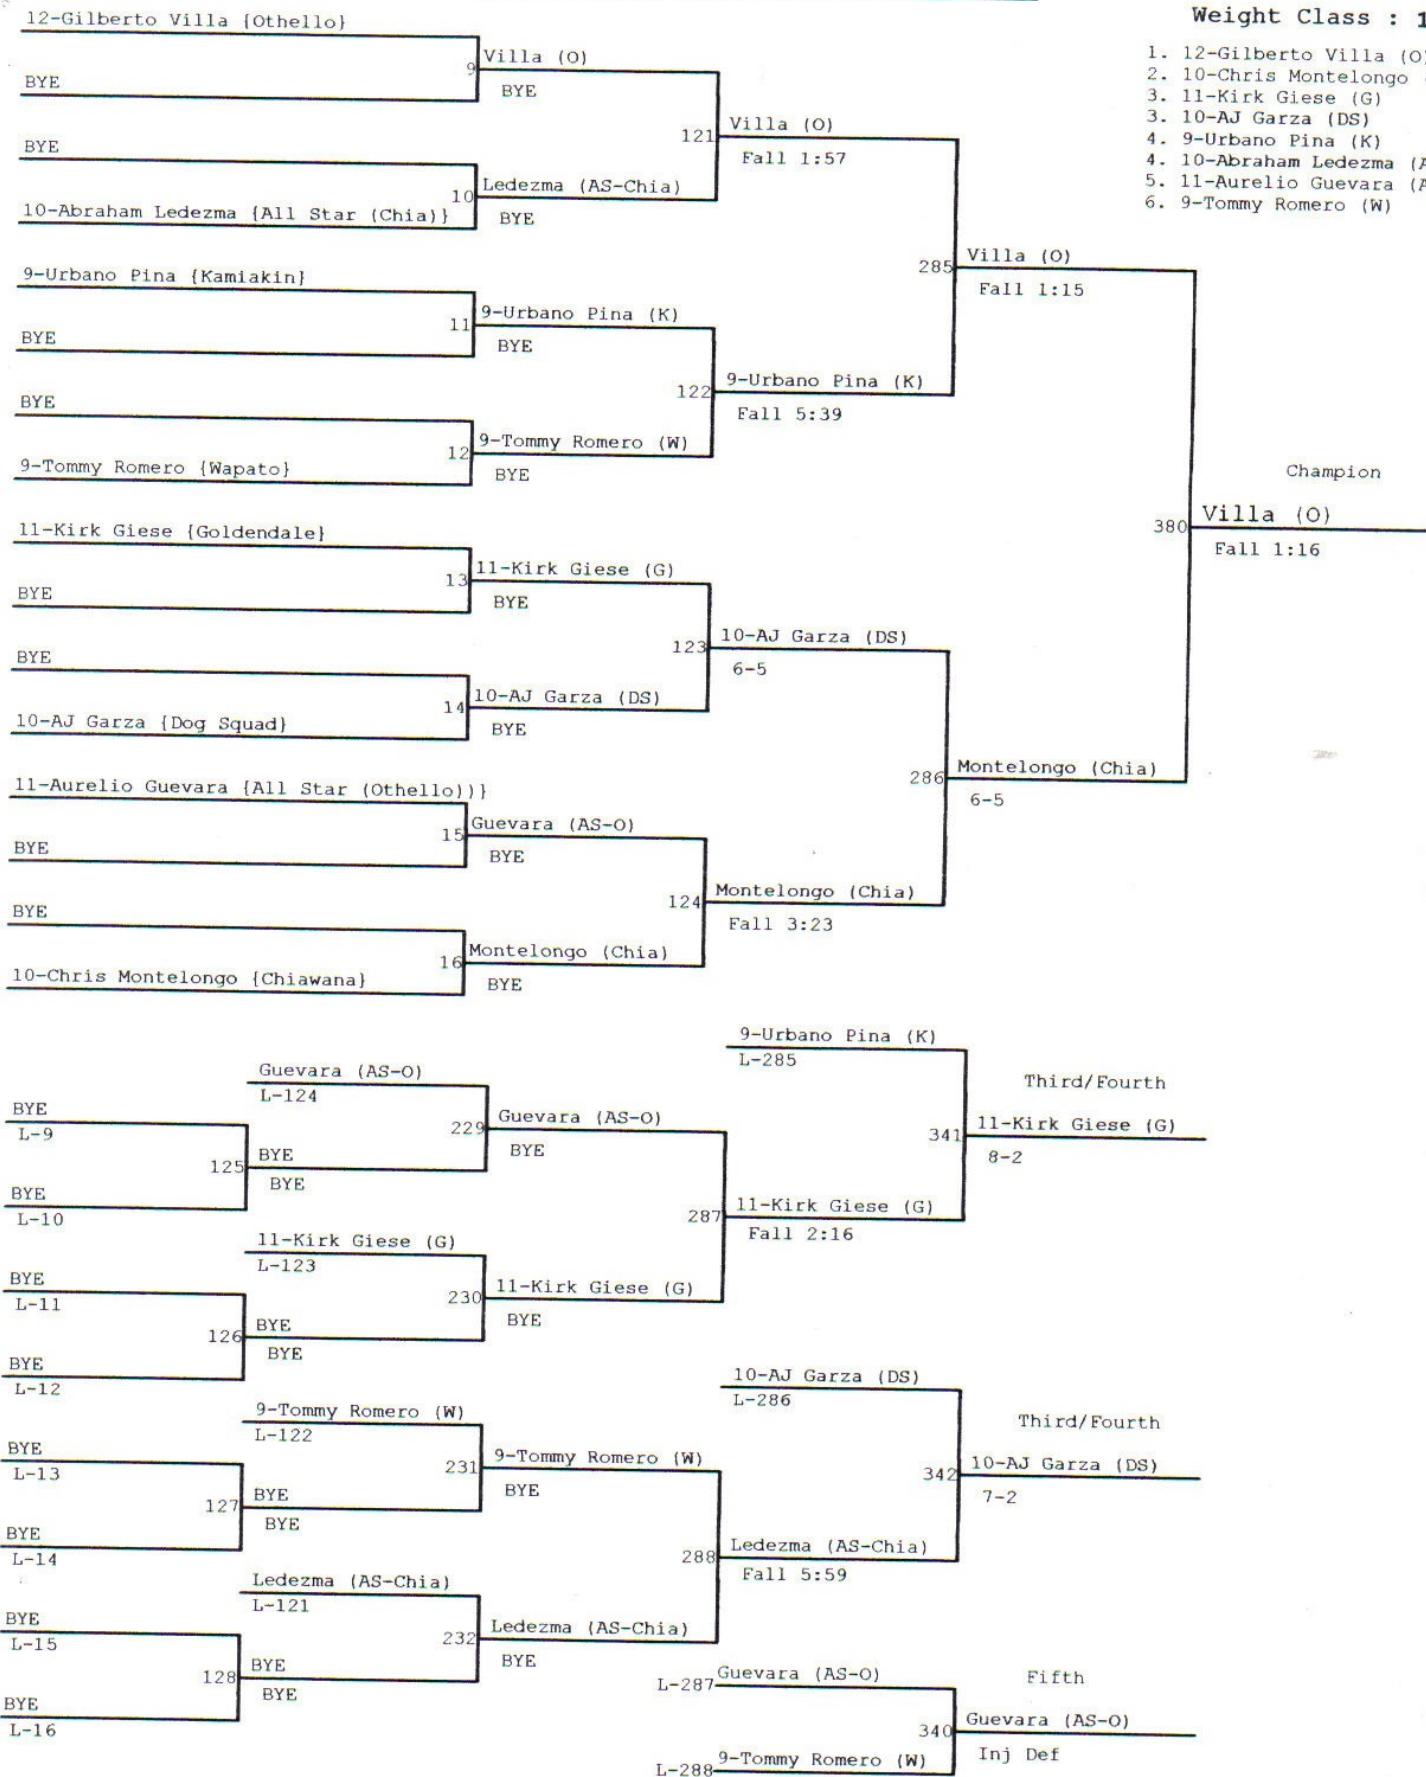 12-Gilberto Villa {Othello}
Villa (O)
9
BYE
BYE
BYE
Villa (O)
121
Fall 1:57
Ledezma (AS-Chia)
10
10-Abraham Ledezma {All Star (Chia)}
BYE
Villa (O)
285
Fall 1:15
9-Urbano Pina {Kamiakin}
9-Urbano Pina (K)
11
BYE
BYE
9-Urbano Pina (K)
122
Fall 5:39
BYE
9-Tommy Romero (W)
12
9-Tommy Romero {Wapato}
BYE
Champion
Villa (O)
380
Fall 1:16
11-Kirk Giese {Goldendale}
11-Kirk Giese (G)
13
BYE
BYE
10-AJ Garza (DS)
123
6-5
BYE
10-AJ Garza (DS)
14
10-AJ Garza {Dog Squad}
BYE
Montelongo (Chia)
286
6-5
11-Aurelio Guevara {All Star (Othello))}
Guevara (AS-O)
15
BYE
BYE
Montelongo (Chia)
124
Fall 3:23
BYE
Montelongo (Chia)
16
10-Chris Montelongo {Chiawana}
BYE
Weight Class : 1
1. 12-Gilberto Villa (O)
2. 10-Chris Montelongo
3. 11-Kirk Giese (G)
3. 10-AJ Garza (DS)
4. 9-Urbano Pina (K)
4. 10-Abraham Ledezma (A
5. 11-Aurelio Guevara (A
6. 9-Tommy Romero (W)
9-Urbano Pina (K)
L-285
Third/Fourth
11-Kirk Giese (G)
341
8-2
Guevara (AS-O)
L-124
Guevara (AS-O)
229
BYE
BYE
L-9
BYE
125
BYE
BYE
L-10
11-Kirk Giese (G)
287
Fall 2:16
11-Kirk Giese (G)
L-123
11-Kirk Giese (G)
230
BYE
BYE
L-11
BYE
126
BYE
BYE
L-12
10-AJ Garza (DS)
L-286
Third/Fourth
10-AJ Garza (DS)
342
7-2
9-Tommy Romero (W)
L-122
9-Tommy Romero (W)
231
BYE
BYE
L-13
BYE
127
BYE
BYE
L-14
Ledezma (AS-Chia)
288
Fall 5:59
Ledezma (AS-Chia)
L-121
Ledezma (AS-Chia)
232
BYE
BYE
L-15
BYE
128
BYE
BYE
L-16
L-287
Guevara (AS-O)
Fifth
Guevara (AS-O)
340
Inj Def
L-288
9-Tommy Romero (W)